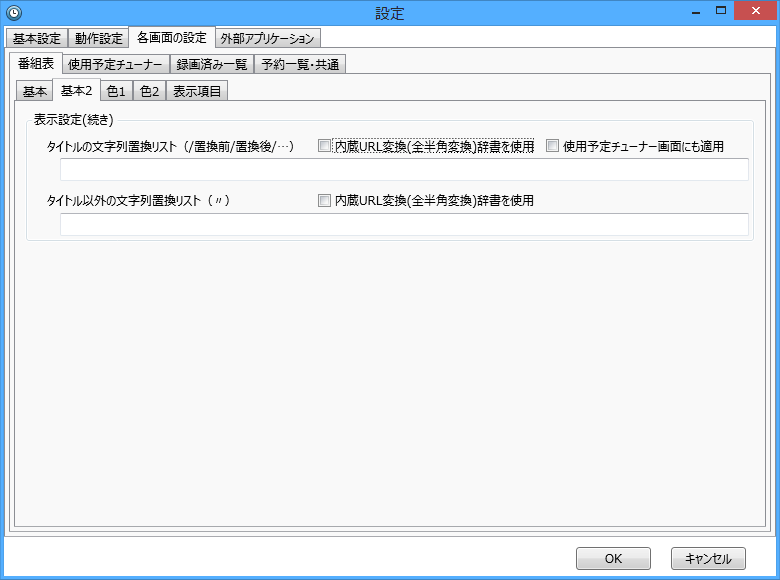 設定
基本設定 動作設定 各画面の設定 外部アプリケーション
番組表 使用予定チューナー 録画済み一覧 予約一覧・共通
基本 基本2 色1 色2 表示項目
表示設定(続き)
タイトルの文字列置換リスト（/置換前/置換後/…） 内蔵URL変換(全半角変換)辞書を使用 使用予定チューナー画面にも適用
タイトル以外の文字列置換リスト（〃） 内蔵URL変換(全半角変換)辞書を使用
OK キャンセル